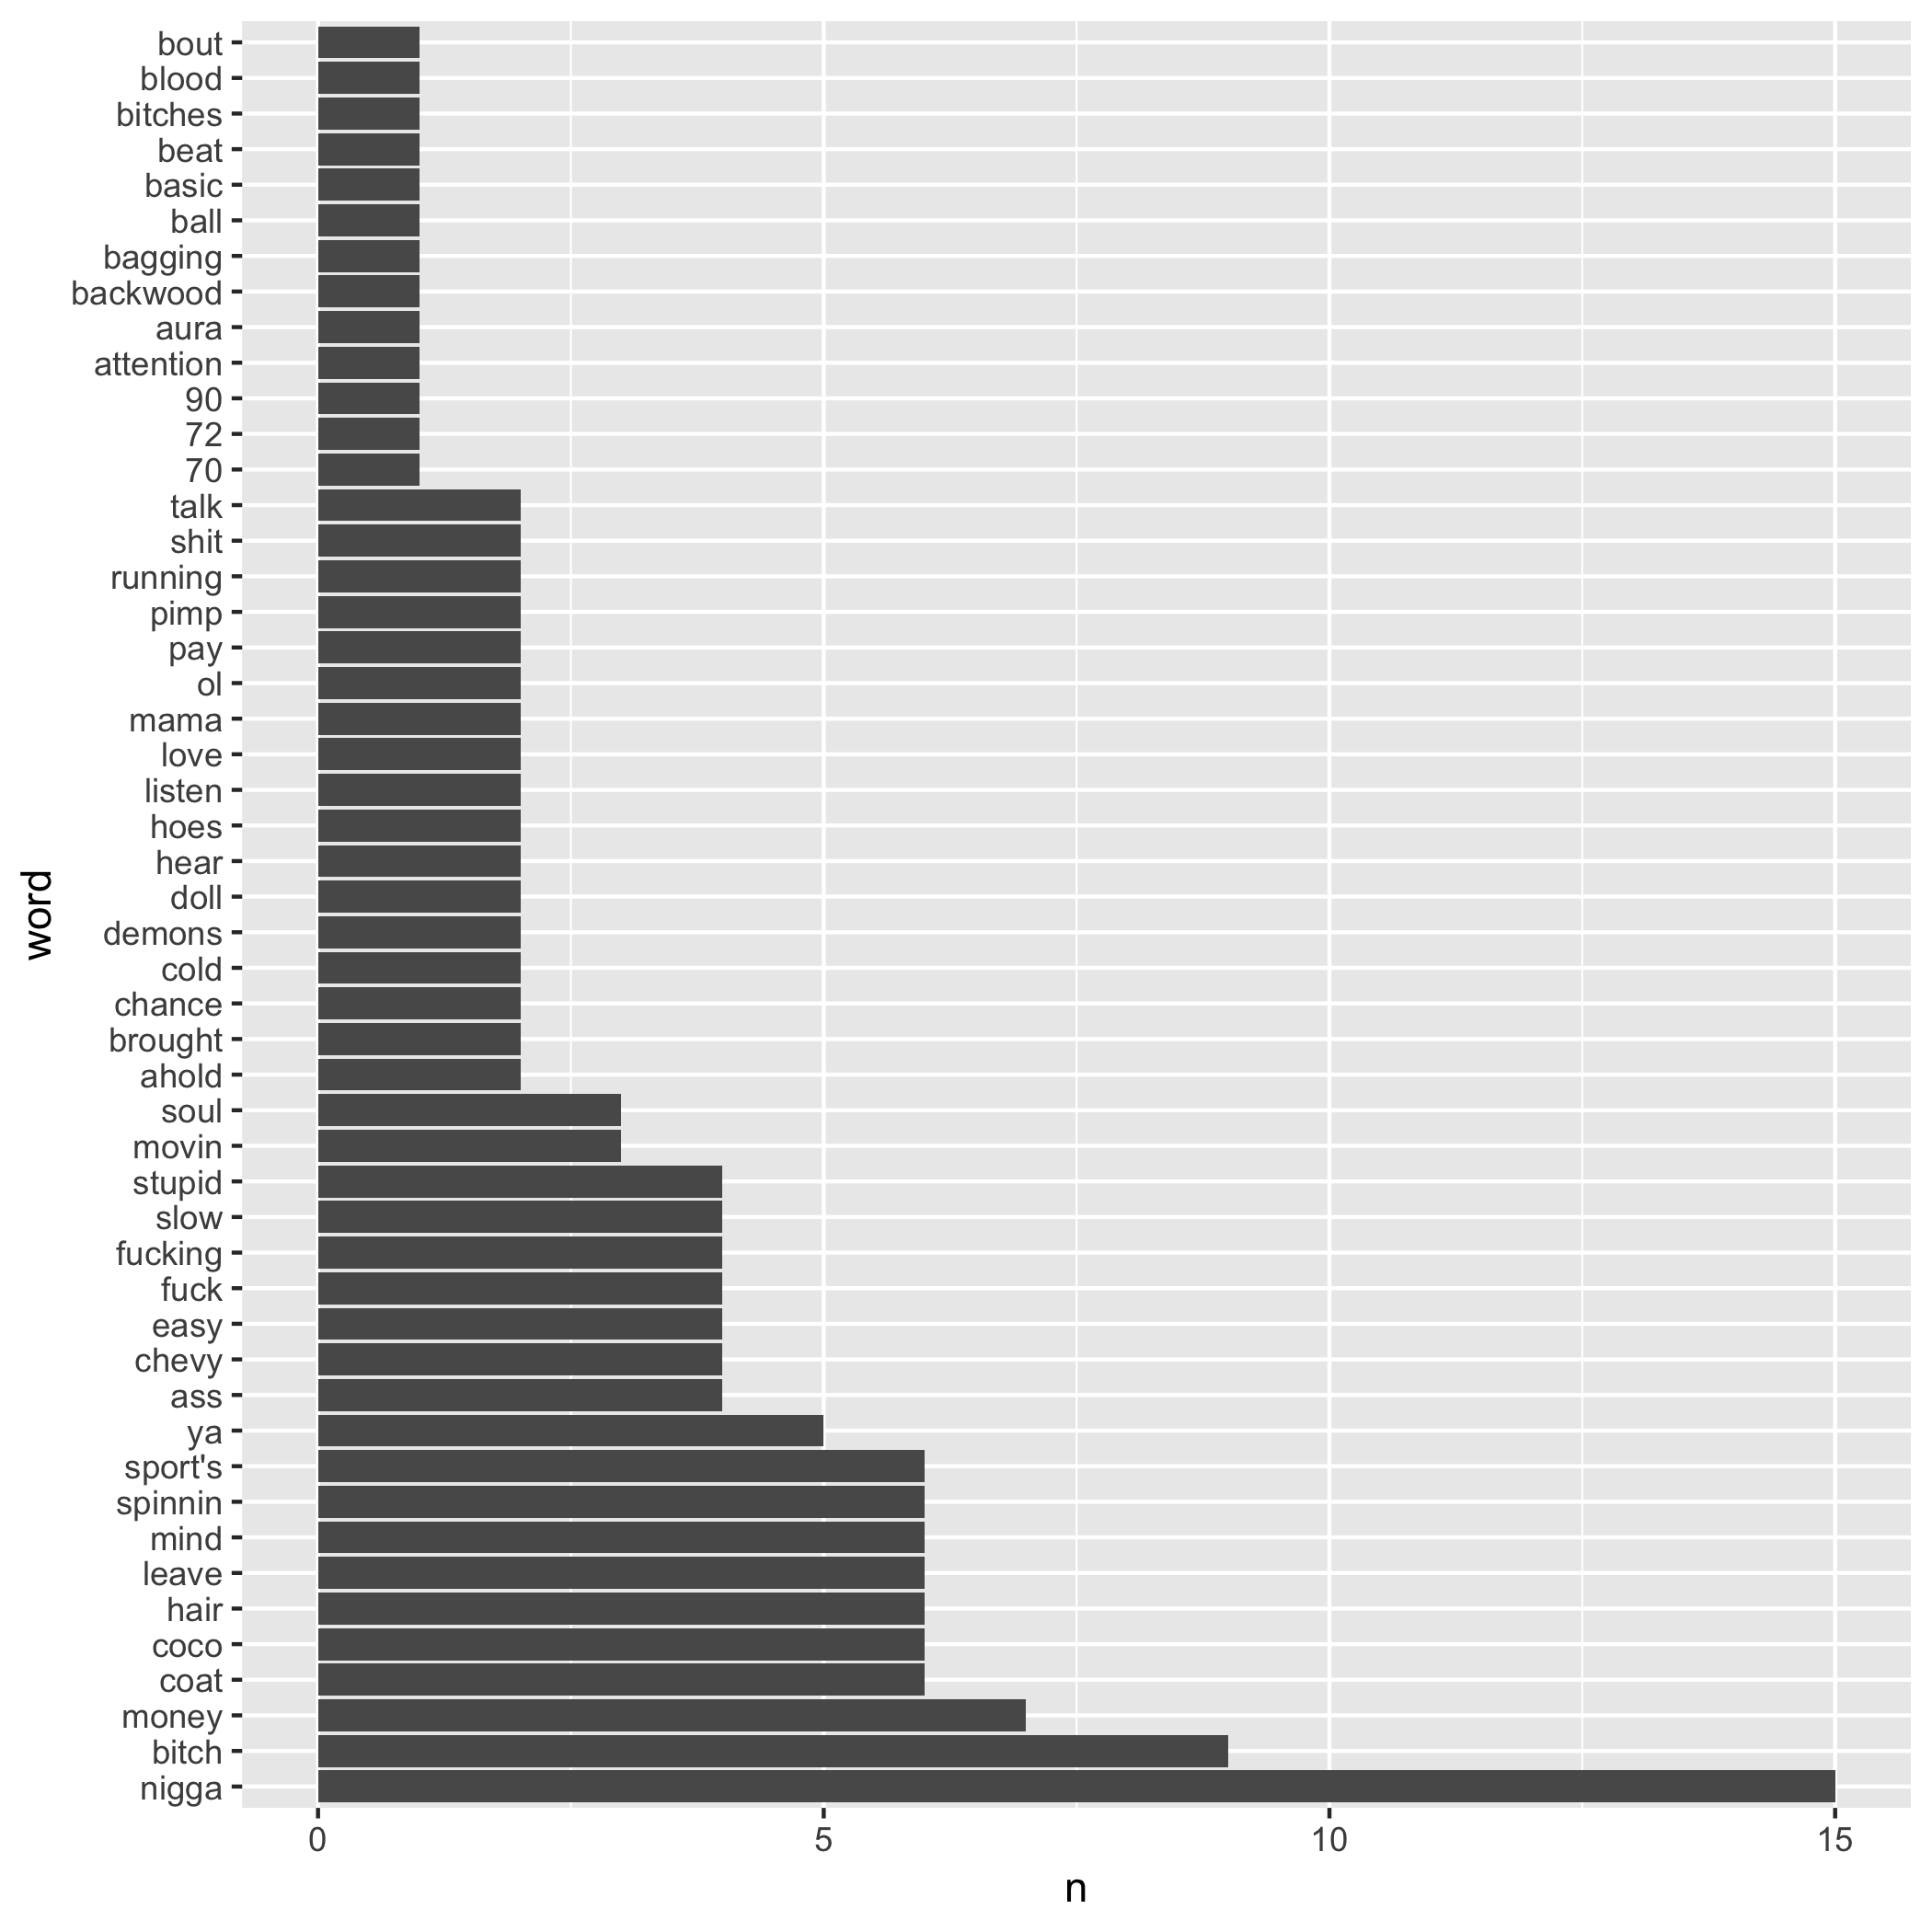 bout
blood
bitches
beat
basic
ball
bagging
backwood
aura
attention
90
72
70
talk
shit
running
pimp
pay
ol
mama
love
listen
hoes
hear
doll
demons
cold
chance
brought
ahold
soul
movin
stupid
slow
fucking
fuck
easy
chevy
ass
ya
sport's
spinnin
mind
leave
hair
coco
coat
money
bitch
nigga
word
0 5 10 15
n